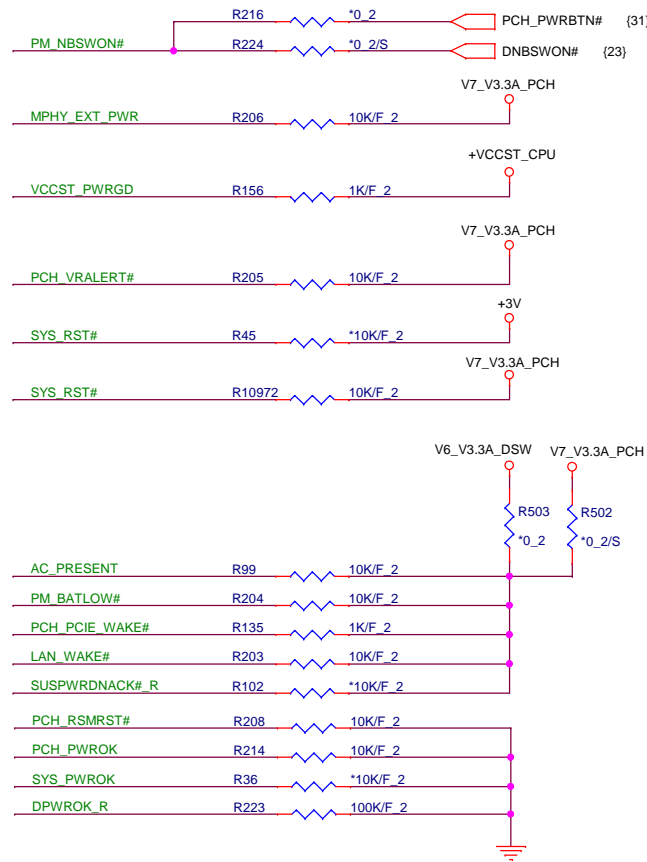 R216 *0_2 PCH_PWRBTN# {31}
PM_NBSWON# R224 *0_2/S DNBSWON# {23}
V7_V3.3A_PCH
MPHY_EXT_PWR R206 10K/F_2
+VCCST_CPU
VCCST_PWRGD R156 1K/F_2
V7_V3.3A_PCH
PCH_VRALERT# R205 10K/F_2
+3V
SYS_RST# R45 *10K/F_2
V7_V3.3A_PCH
SYS_RST# R10972 10K/F_2
V6_V3.3A_DSW V7_V3.3A_PCH
R503 R502
*0_2 *0_2/S
AC_PRESENT R99 10K/F_2
PM_BATLOW# R204 10K/F_2
PCH_PCIE_WAKE# R135 1K/F_2
LAN_WAKE# R203 10K/F_2
SUSPWRDNACK#_R R102 *10K/F_2
PCH_RSMRST# R208 10K/F_2
PCH_PWROK R214 10K/F_2
SYS_PWROK R36 *10K/F_2
DPWROK_R R223 100K/F_2